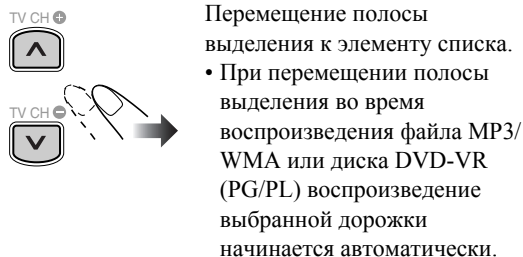 TV CH +
TV CH −
Перемещение полосы
выделения к элементу списка.
• При перемещении полосы
выделения во время
воспроизведения файла MP3/
WMA или диска DVD-VR
(PG/PL) воспроизведение
выбранной дорожки
начинается автоматически.